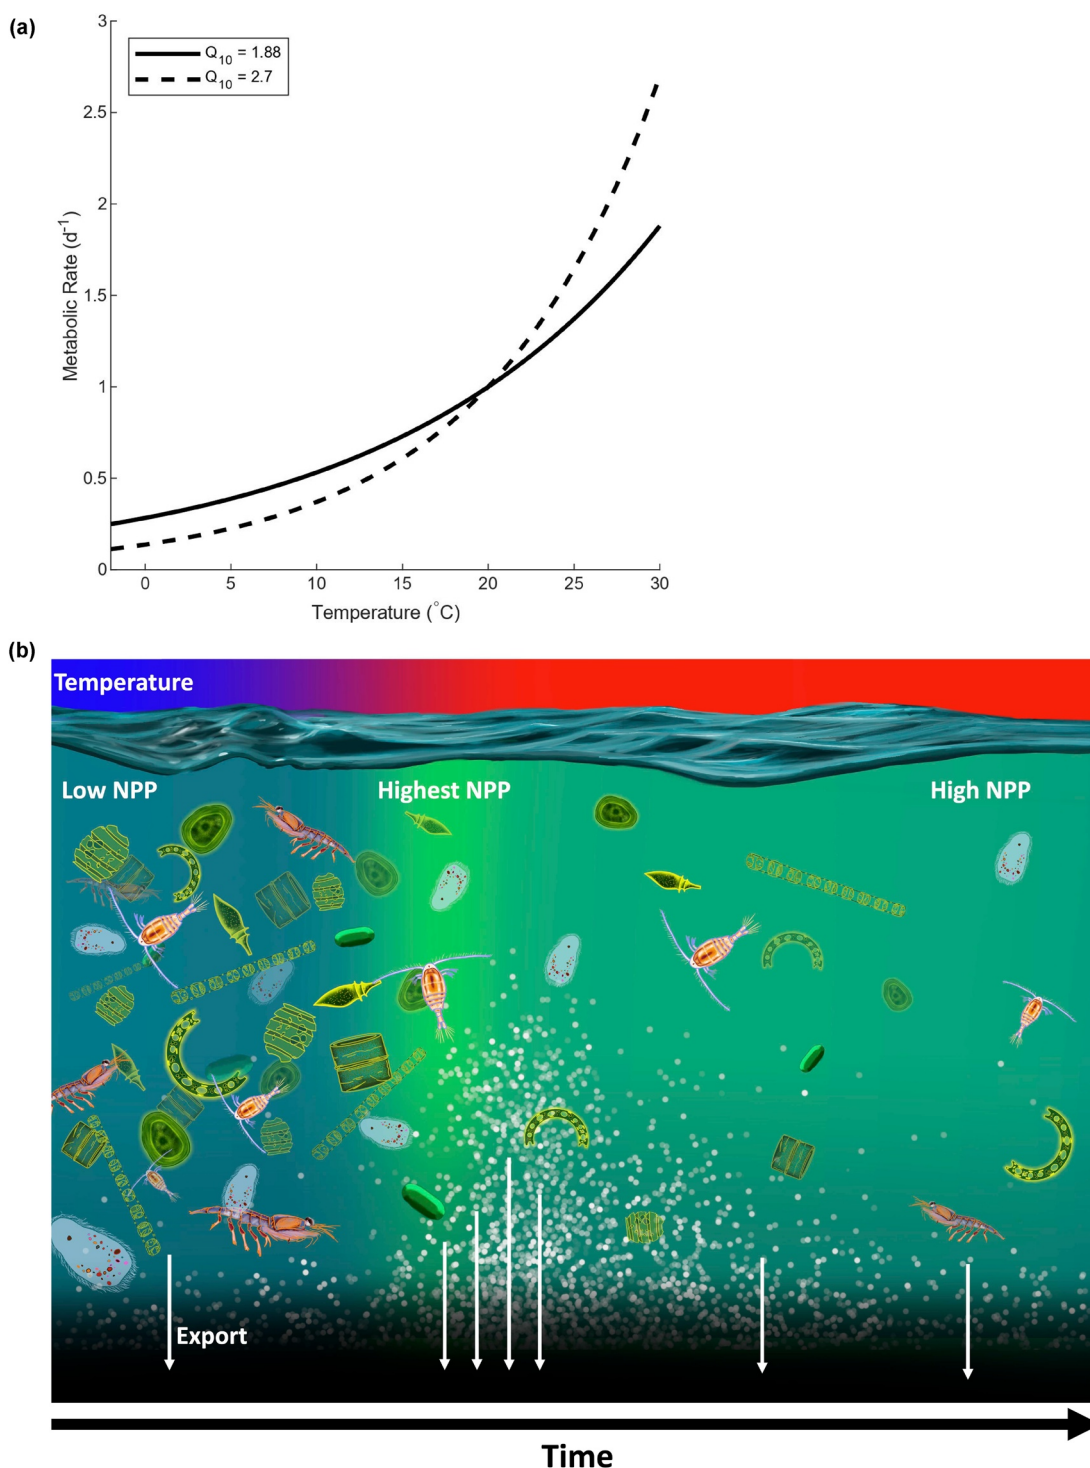 (a)
3
2.5
2
1.5
1
0.5
0
Q10 = 1.88
Q10 = 2.7
Metabolic Rate (d-1)
0 5 10 15 20 25 30
Temperature (°C)
(b)
Temperature
Low NPP Highest NPP High NPP
Export
Time